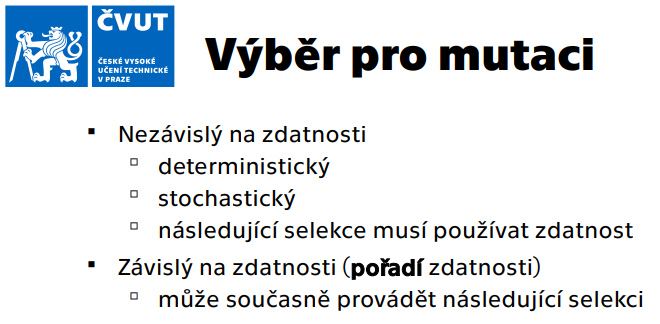 ČVUT
ČESKÉ VYSOKÉ
UČENÍ TECHNICKÉ
V PRAZE
Výběr pro mutaci
Nezávislý na zdatnosti
deterministický
stochastický
následující selekce musí používat zdatnost
Závislý na zdatnosti (pořadí zdatnosti)
může současně provádět následující selekci